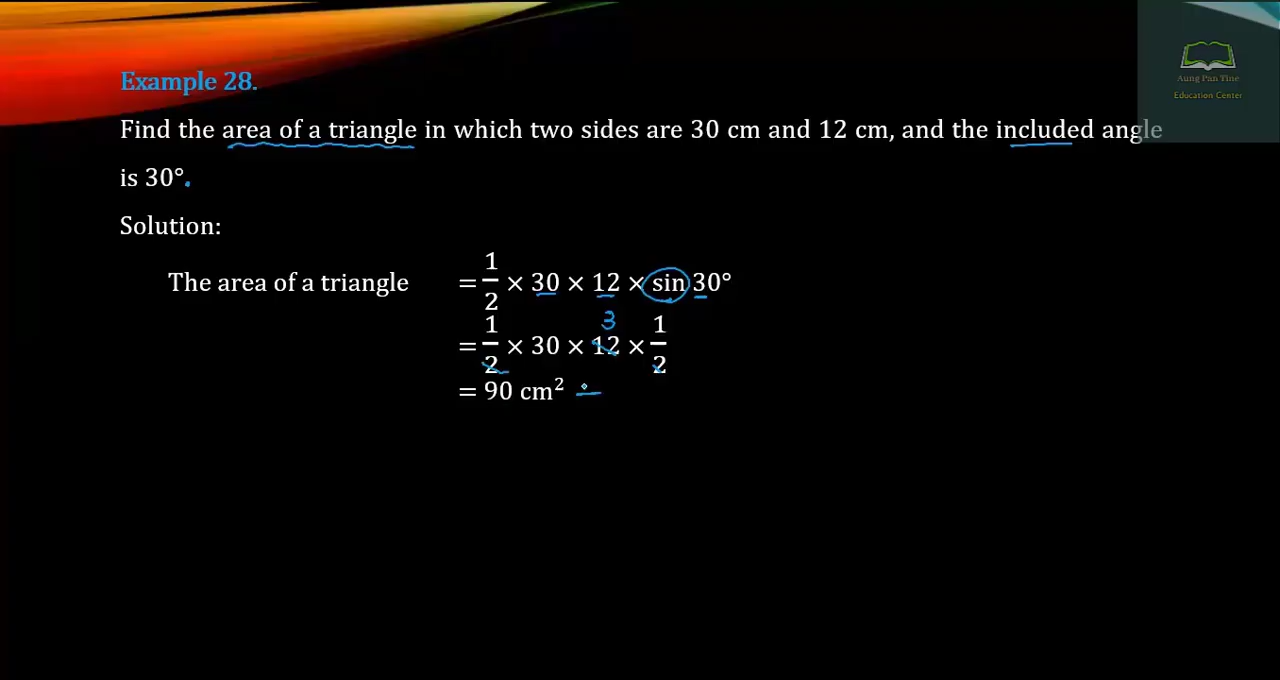 Aung Pan Tine
Education Center
Example 28.
Find the area of a triangle in which two sides are 30 cm and 12 cm, and the included angle
is 30°.
Solution:
The area of a triangle = 1/2 × 30 × 12 × sin 30°
3
= 1/2 × 30 × 12 × 1/2
= 90 cm²